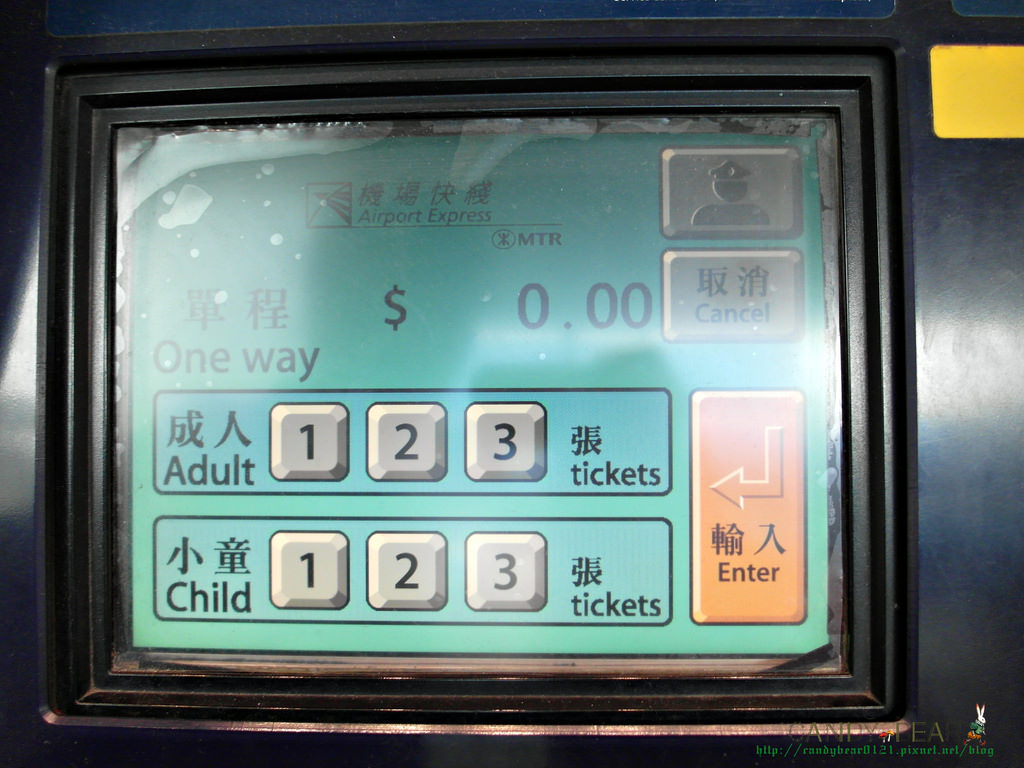 機場快綫
Airport Express
MTR
單程 $ 0.00
One way
取消
Cancel
成人
Adult
1 2 3
張
tickets
小童
Child
1 2 3
張
tickets
輸入
Enter
http://candybear0121.pixnet.net/blog